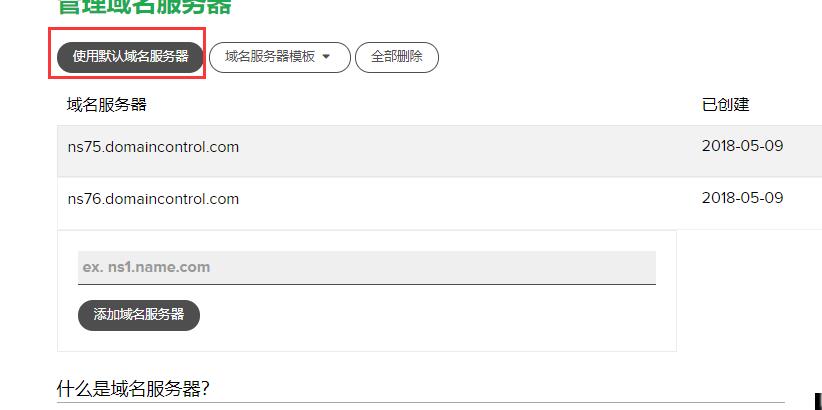 管理域名服务器
使用默认域名服务器 域名服务器模板 全部删除
域名服务器 已创建
ns75.domaincontrol.com 2018-05-09
ns76.domaincontrol.com 2018-05-09
ex. ns1.name.com
添加域名服务器
什么是域名服务器?